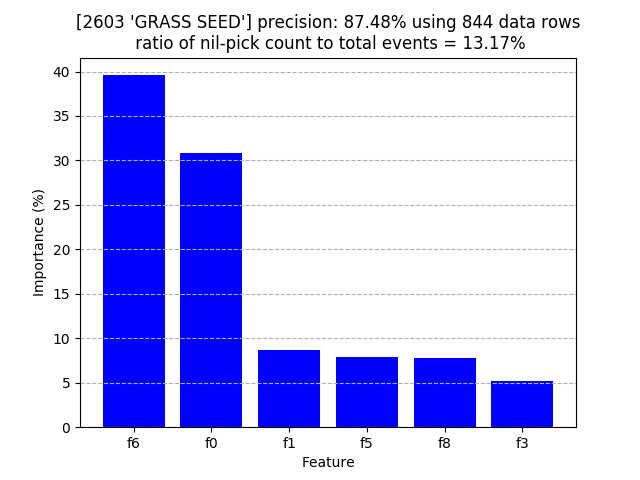 [2603 'GRASS SEED'] precision: 87.48% using 844 data rows
ratio of nil-pick count to total events = 13.17%
40
35
30
25
20
15
10
5
0
Importance (%)
f6 f0 f1 f5 f8 f3
Feature